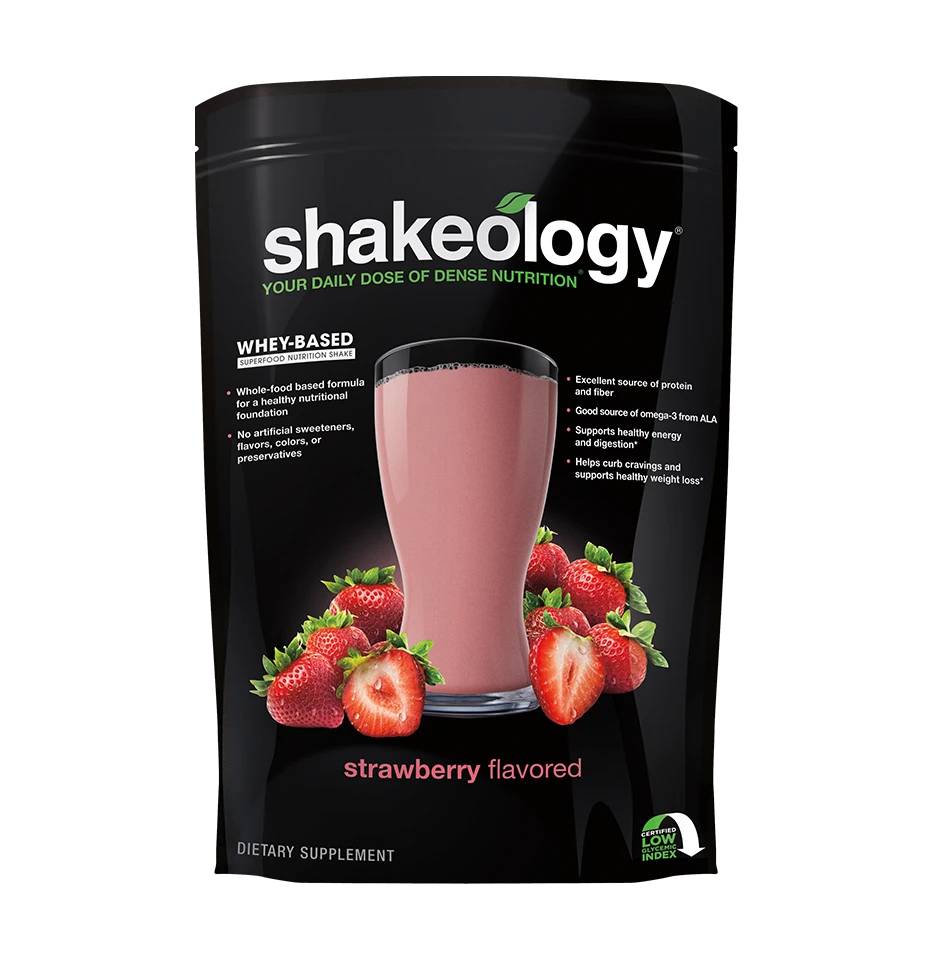 shakeology®
YOUR DAILY DOSE OF DENSE NUTRITION®
WHEY-BASED
SUPERFOOD NUTRITION SHAKE
• Whole-food based formula
for a healthy nutritional
foundation
• No artificial sweeteners,
flavors, colors, or
preservatives
• Excellent source of protein
and fiber
• Good source of omega-3 from ALA
• Supports healthy energy
and digestion*
• Helps curb cravings and
supports healthy weight loss*
strawberry flavored
DIETARY SUPPLEMENT
CERTIFIED
LOW
GLYCEMIC
INDEX